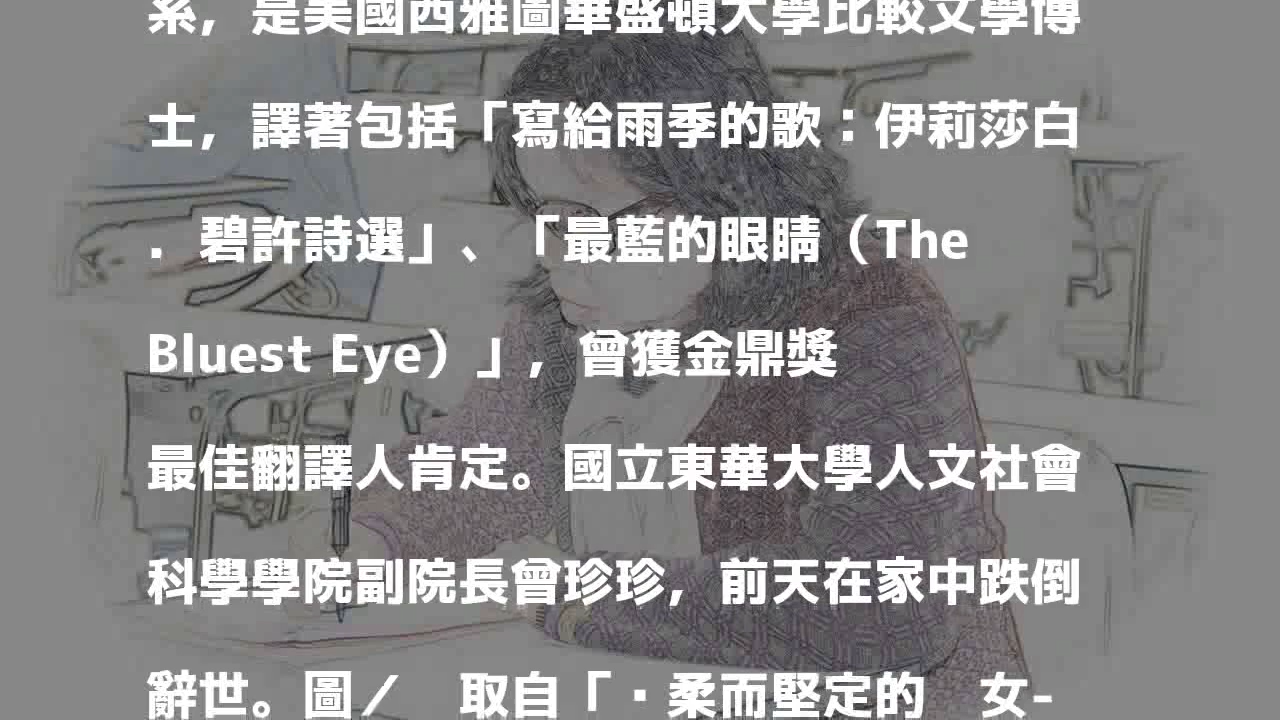 系，是美國西雅圖華盛頓大學比較文學博
士，譯著包括「寫給雨季的歌：伊莉莎白
．碧許詩選」、「最藍的眼睛（The
Bluest Eye）」，曾獲金鼎獎
最佳翻譯人肯定。國立東華大學人文社會
科學學院副院長曾珍珍，前天在家中跌倒
辭世。圖／　取自「‧柔而堅定的　女-